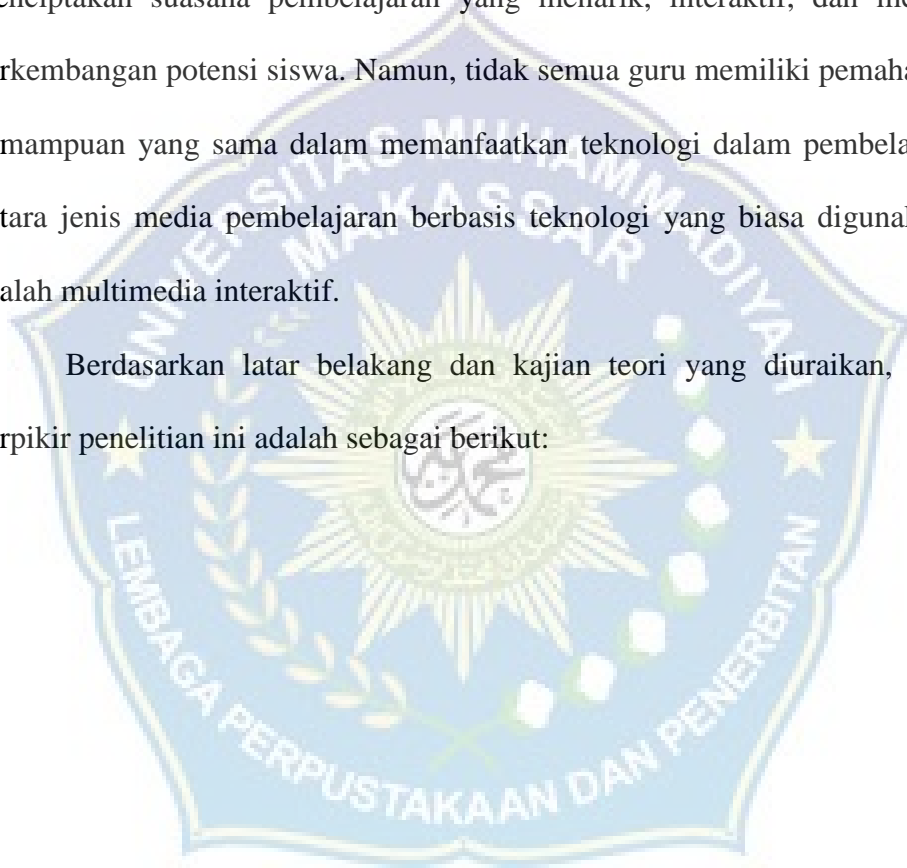 enciptakan suasana pembelajaran yang menarik, interaktif, dan me
rkembangan potensi siswa. Namun, tidak semua guru memiliki pemaha
mampuan yang sama dalam memanfaatkan teknologi dalam pembela
tara jenis media pembelajaran berbasis teknologi yang biasa diguna
alah multimedia interaktif.
Berdasarkan latar belakang dan kajian teori yang diuraikan,
rpikir penelitian ini adalah sebagai berikut:
UNIVERSITAS MUHAMMADIYAH
MAKASSAR
LEMBAGA PERPUSTAKAAN DAN PENERBITAN